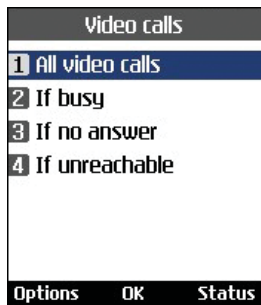 Video calls
1 All video calls
2 If busy
3 If no answer
4 If unreachable
Options OK Status